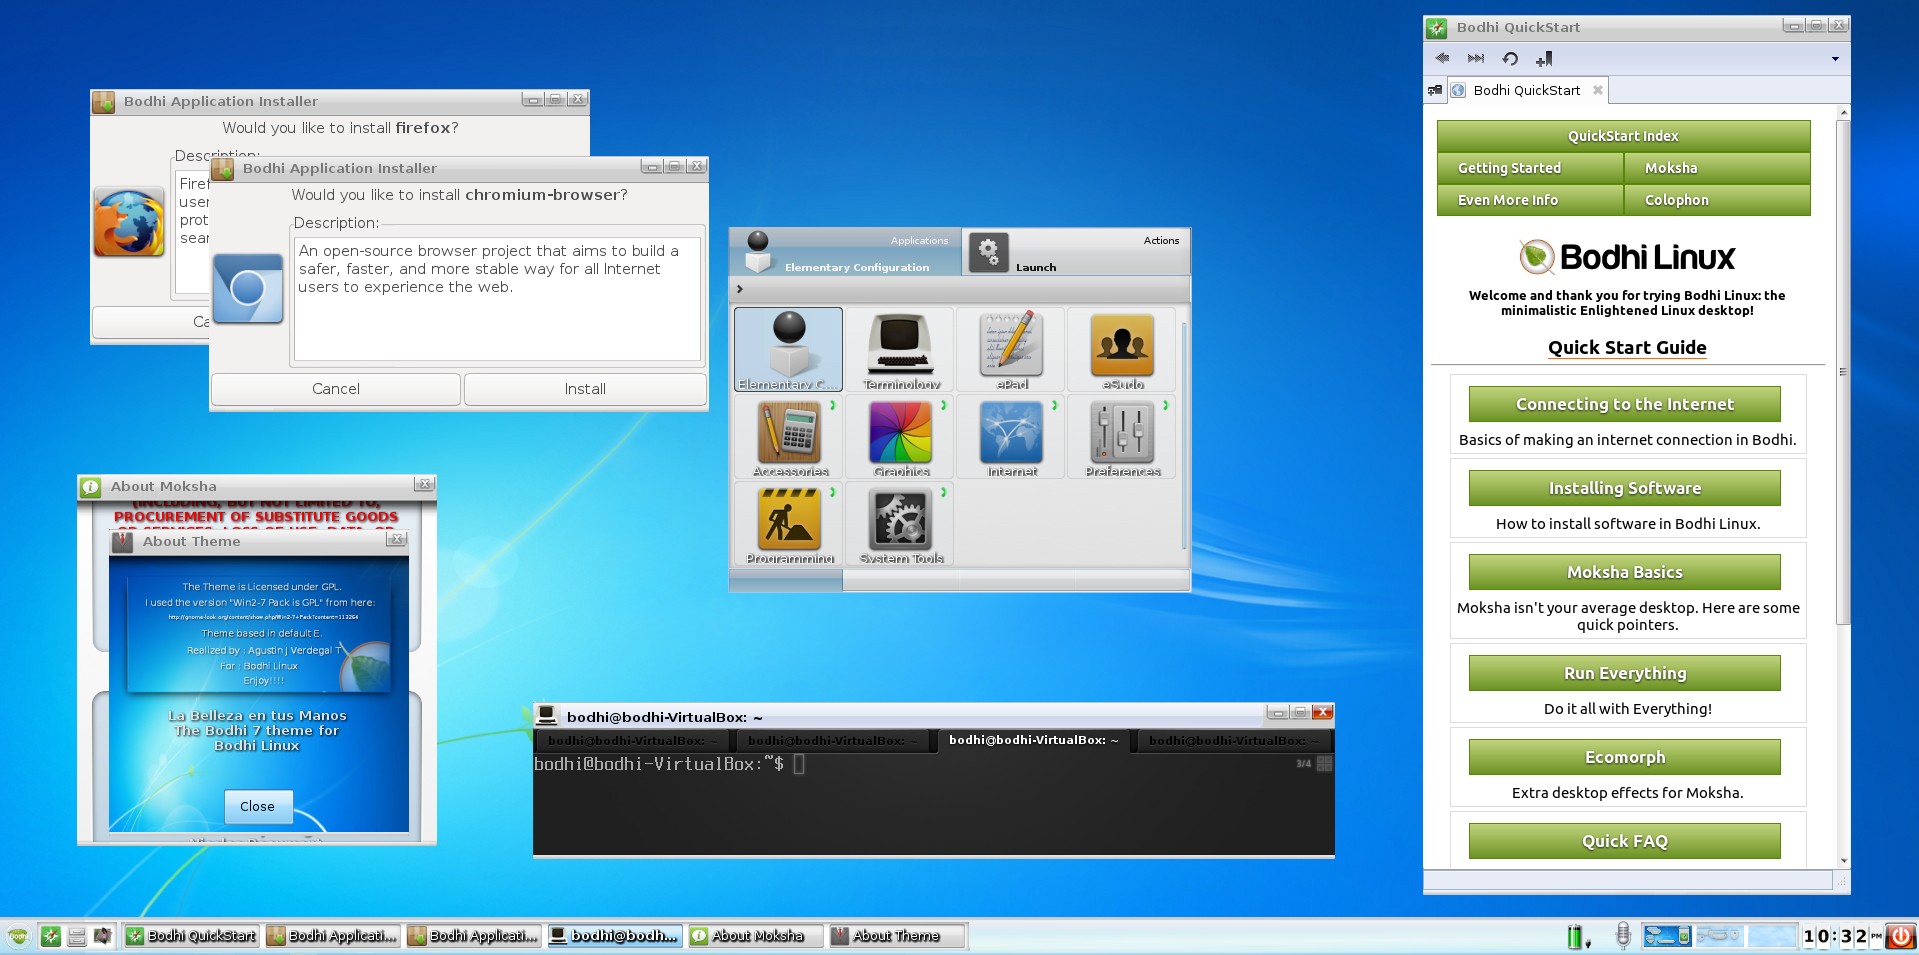 Bodhi Application Installer
Would you like to install firefox?
Description:
Bodhi Application Installer
Would you like to install chromium-browser?
Description:
An open-source browser project that aims to build a
safer, faster, and more stable way for all Internet
users to experience the web.
Cancel
Install
About Moksha
(INCLUDING, BUT NOT LIMITED TO,
PROCUREMENT OF SUBSTITUTE GOODS
OR SERVICES; LOSS OF USE, DATA, OR
About Theme
The Theme is Licensed under GPL.
I used the version "Win2-7 Pack is GPL" from here:
http://gnome-look.org/content/show.php/Win2-7+Pack?content=113264
Theme based in default E.
Realized by : Agustin J Verdegal T
For : Bodhi Linux
Enjoy!!!!
La Belleza en tus Manos
The Bodhi 7 theme for
Bodhi Linux
Close
Applications
Elementary Configuration
Actions
Launch
Elementary C...
Terminology
ePad
eSudo
Accessories
Graphics
Internet
Preferences
Programming
System Tools
bodhi@bodhi-VirtualBox: ~
bodhi@bodhi-VirtualBox: ~
bodhi@bodhi-VirtualBox: ~
bodhi@bodhi-VirtualBox: ~
bodhi@bodhi-VirtualBox: ~
bodhi@bodhi-VirtualBox:~$
3/4
Bodhi QuickStart
Bodhi QuickStart
QuickStart Index
Getting Started
Moksha
Even More Info
Colophon
Bodhi Linux
Welcome and thank you for trying Bodhi Linux: the
minimalistic Enlightened Linux desktop!
Quick Start Guide
Connecting to the Internet
Basics of making an internet connection in Bodhi.
Installing Software
How to install software in Bodhi Linux.
Moksha Basics
Moksha isn't your average desktop. Here are some
quick pointers.
Run Everything
Do it all with Everything!
Ecomorph
Extra desktop effects for Moksha.
Quick FAQ
Bodhi
Bodhi QuickStart
Bodhi Applicati...
Bodhi Applicati...
bodhi@bodh...
About Moksha
About Theme
10:32 PM